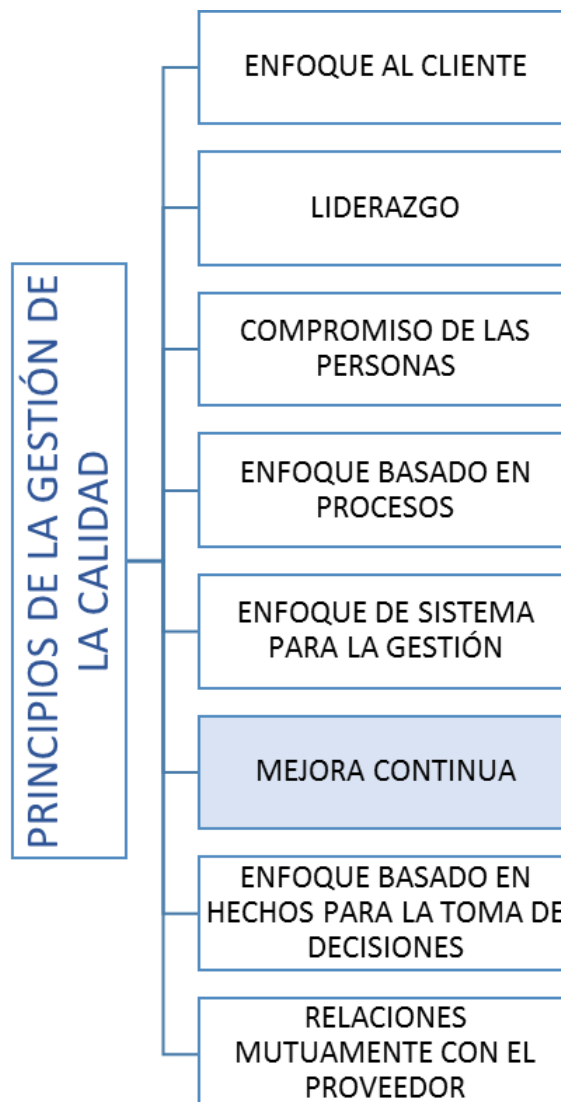 PRINCIPIOS DE LA GESTIÓN DE
LA CALIDAD
ENFOQUE AL CLIENTE
LIDERAZGO
COMPROMISO DE LAS
PERSONAS
ENFOQUE BASADO EN
PROCESOS
ENFOQUE DE SISTEMA
PARA LA GESTIÓN
MEJORA CONTINUA
ENFOQUE BASADO EN
HECHOS PARA LA TOMA DE
DECISIONES
RELACIONES
MUTUAMENTE CON EL
PROVEEDOR